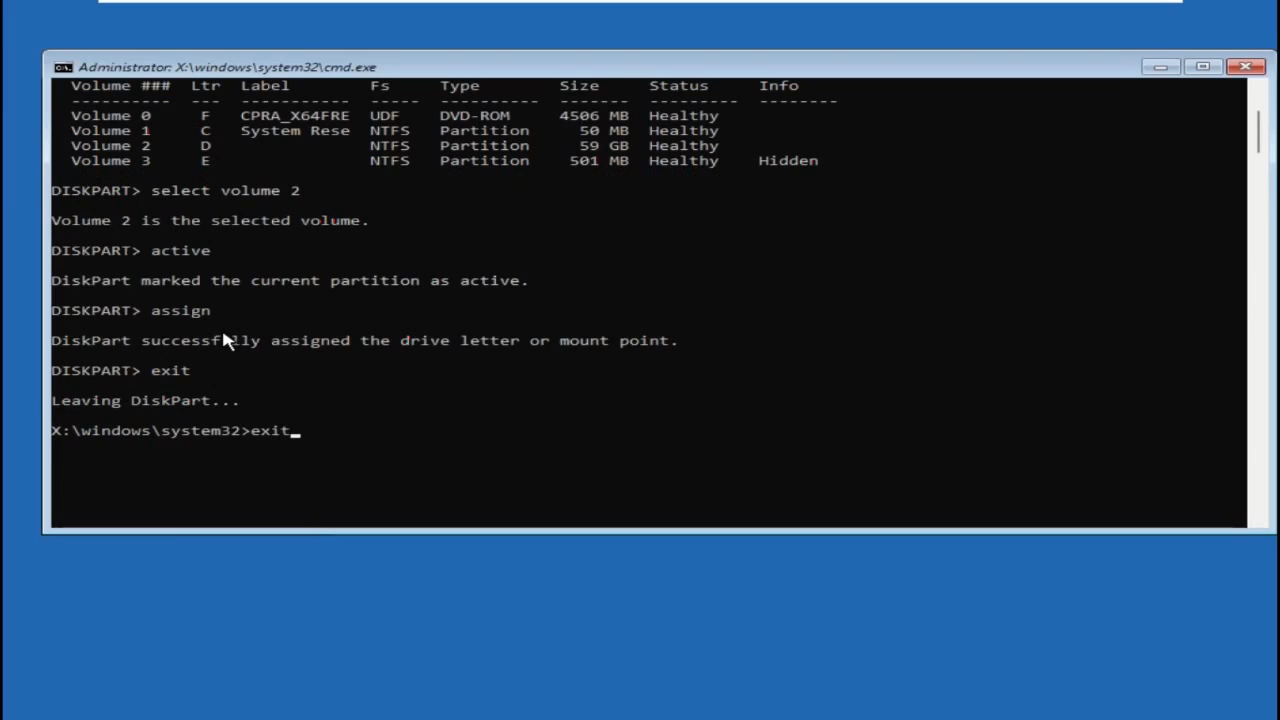 Administrator: X:\windows\system32\cmd.exe
Volume ###  Ltr  Label        Fs     Type        Size     Status     Info
----------  ---  -----------  -----  ----------  -------  ---------  --------
Volume 0     F   CPRA_X64FRE  UDF    DVD-ROM     4506 MB  Healthy
Volume 1     C   System Rese  NTFS   Partition     50 MB  Healthy
Volume 2     D                NTFS   Partition     59 GB  Healthy
Volume 3     E                NTFS   Partition    501 MB  Healthy    Hidden
DISKPART> select volume 2
Volume 2 is the selected volume.
DISKPART> active
DiskPart marked the current partition as active.
DISKPART> assign
DiskPart successfully assigned the drive letter or mount point.
DISKPART> exit
Leaving DiskPart...
X:\windows\system32>exit_